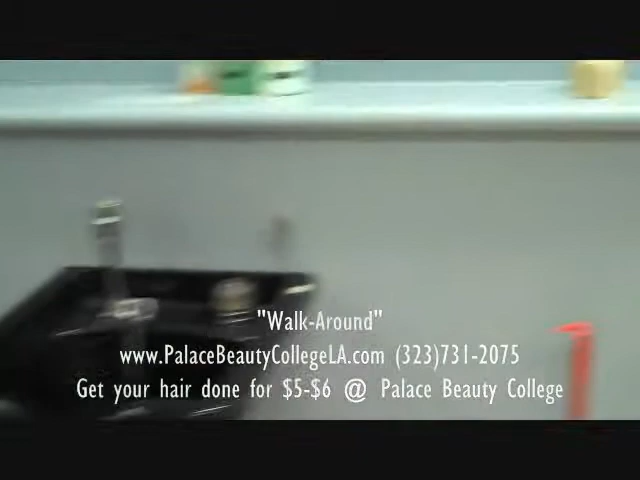 "Walk-Around"
www.PalaceBeautyCollegeLA.com (323)731-2075
Get your hair done for $5-$6 @ Palace Beauty College